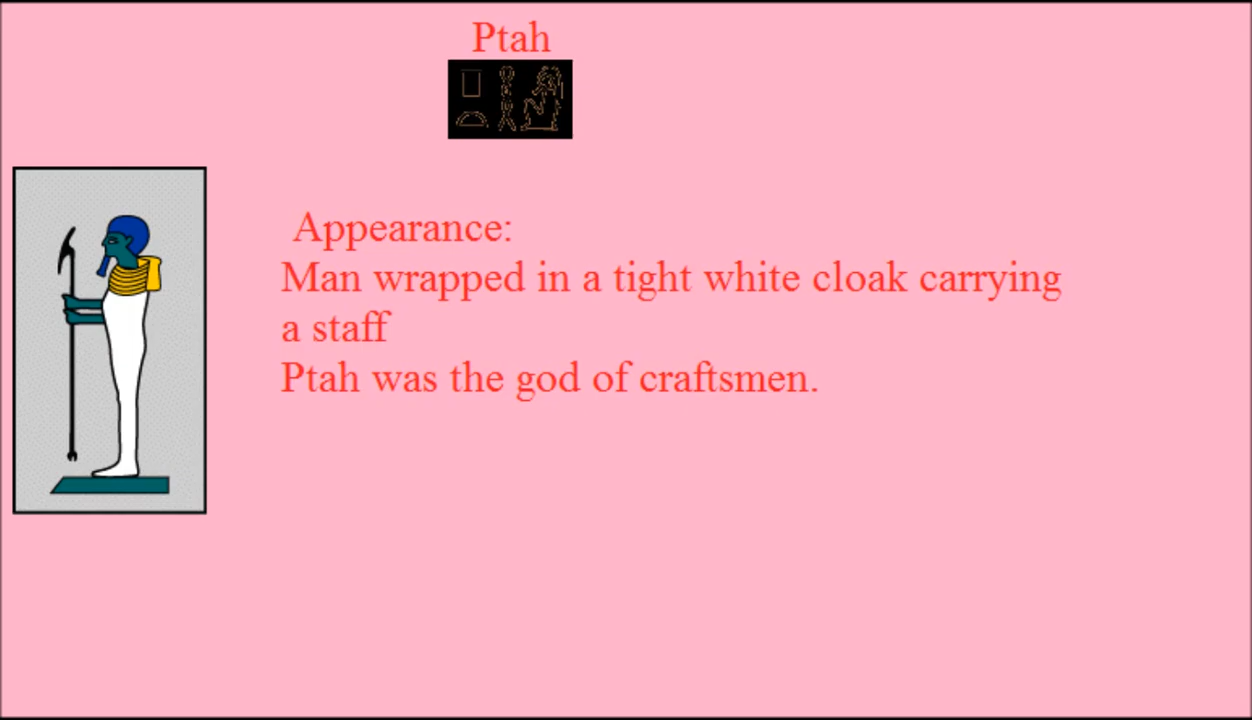 Ptah
Appearance:
Man wrapped in a tight white cloak carrying
a staff
Ptah was the god of craftsmen.